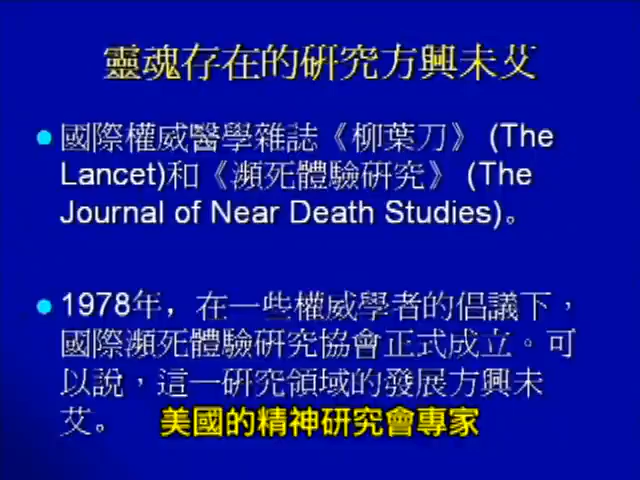 靈魂存在的研究方興未艾
● 國際權威醫學雜誌《柳葉刀》 (The
Lancet)和《瀕死體驗研究》 (The
Journal of Near Death Studies)。
● 1978年，在一些權威學者的倡議下，
國際瀕死體驗研究協會正式成立。可
以說，這一研究領域的發展方興未
艾。
美國的精神研究會專家